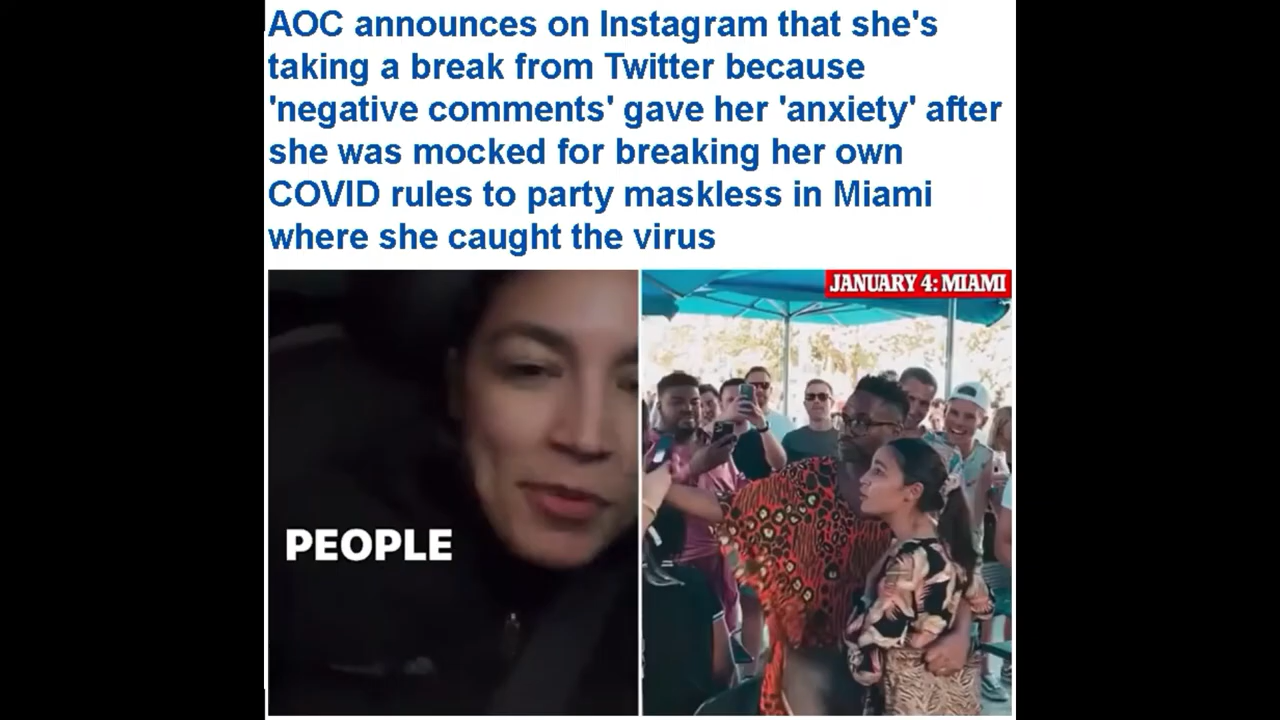 AOC announces on Instagram that she's
taking a break from Twitter because
'negative comments' gave her 'anxiety' after
she was mocked for breaking her own
COVID rules to party maskless in Miami
where she caught the virus
JANUARY 4: MIAMI
PEOPLE